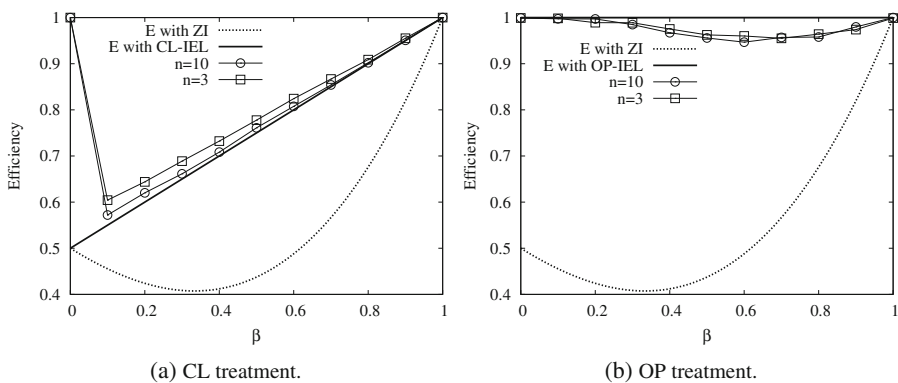 E with ZI
E with CL-IEL
n=10
n=3
Efficiency
1
0.9
0.8
0.7
0.6
0.5
0.4
0
0.2
0.4
0.6
0.8
1
β
(a) CL treatment.
E with ZI
E with OP-IEL
n=10
n=3
Efficiency
1
0.9
0.8
0.7
0.6
0.5
0.4
0
0.2
0.4
0.6
0.8
1
β
(b) OP treatment.